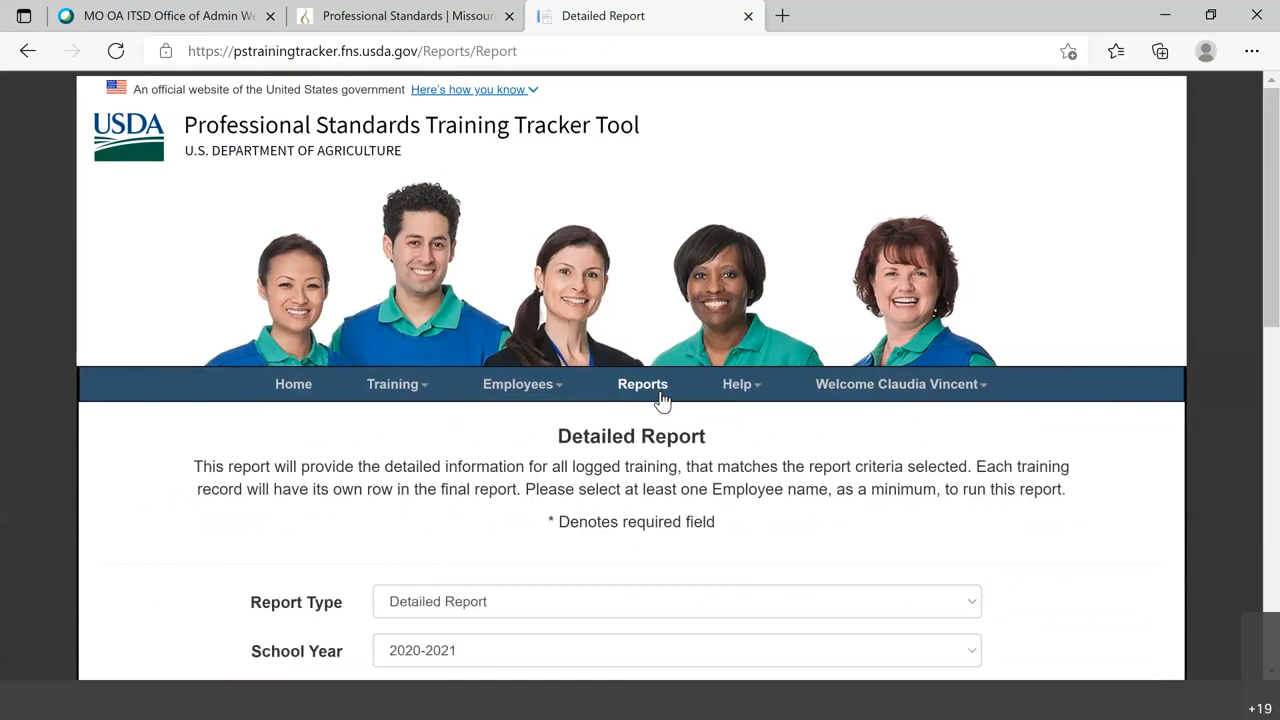 MO OA ITSD Office of Admin We
Professional Standards | Missour
Detailed Report
https://pstrainingtracker.fns.usda.gov/Reports/Report
An official website of the United States government Here's how you know
USDA
Professional Standards Training Tracker Tool
U.S. DEPARTMENT OF AGRICULTURE
Home Training Employees Reports Help Welcome Claudia Vincent
Detailed Report
This report will provide the detailed information for all logged training, that matches the report criteria selected. Each training
record will have its own row in the final report. Please select at least one Employee name, as a minimum, to run this report.
* Denotes required field
Report Type Detailed Report
School Year 2020-2021
+19